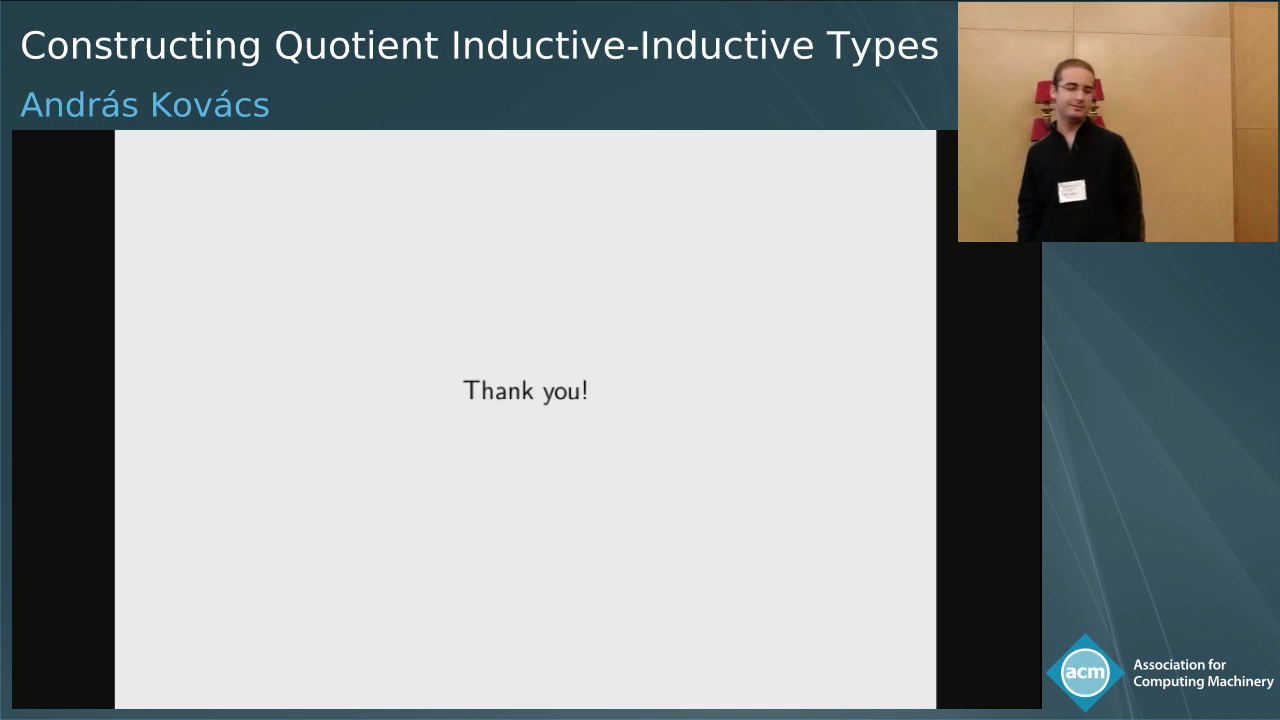 Constructing Quotient Inductive-Inductive Types
András Kovács
Thank you!
acm
Association for
Computing Machinery